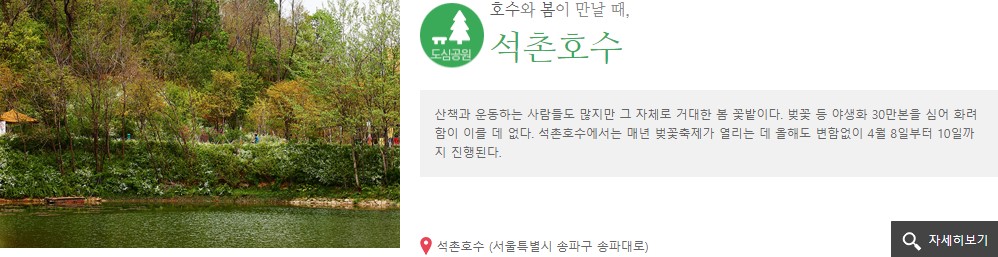 도심공원
호수와 봄이 만날 때,
석촌호수
산책과 운동하는 사람들도 많지만 그 자체로 거대한 봄 꽃밭이다. 벚꽃 등 야생화 30만본을 심어 화려
함이 이를 데 없다. 석촌호수에서는 매년 벚꽃축제가 열리는 데 올해도 변함없이 4월 8일부터 10일까
지 진행된다.
석촌호수 (서울특별시 송파구 송파대로)
자세히보기